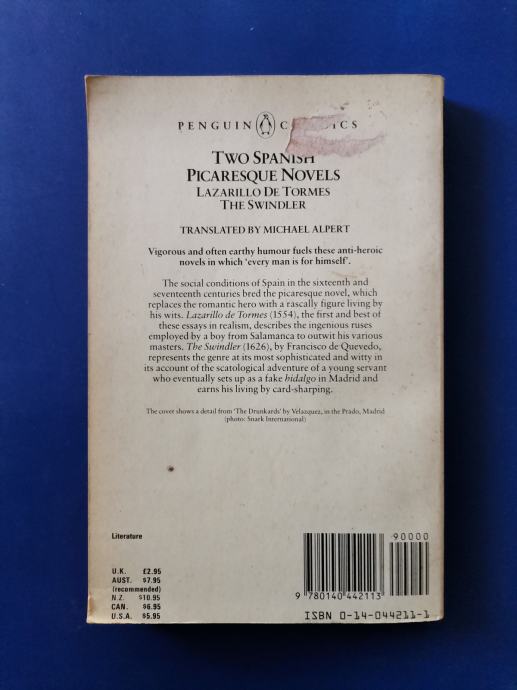 PENGUIN C ICS
TWO SPANISH
PICARESQUE NOVELS
LAZARILLO DE TORMES
THE SWINDLER
TRANSLATED BY MICHAEL ALPERT
Vigorous and often earthy humour fuels these anti-heroic
novels in which 'every man is for himself'.
The social conditions of Spain in the sixteenth and
seventeenth centuries bred the picaresque novel, which
replaces the romantic hero with a rascally figure living by
his wits. Lazarillo de Tormes (1554), the first and best of
these essays in realism, describes the ingenious ruses
employed by a boy from Salamanca to outwit his various
masters. The Swindler (1626), by Francisco de Quevedo,
represents the genre at its most sophisticated and witty in
its account of the scatological adventure of a young servant
who eventually sets up as a fake hidalgo in Madrid and
earns his living by card-sharping.
The cover shows a detail from 'The Drunkards' by Velazquez, in the Prado, Madrid
(photo: Snark International)
Literature
U.K. £2.95
AUST. $7.95
(recommended)
N.Z. $10.95
CAN. $6.95
U.S.A. $5.95
90000
9 780140 442113
ISBN 0-14-044211-1